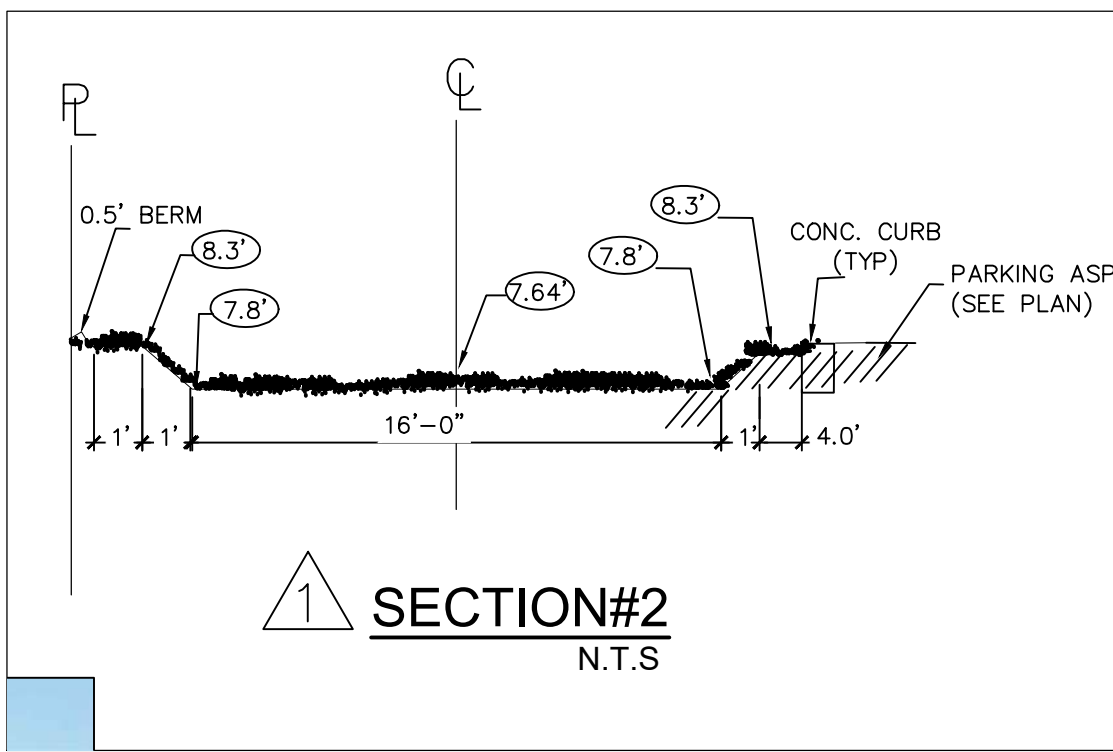 PL
CL
0.5' BERM
8.3'
7.8'
7.64'
7.8'
8.3'
CONC. CURB
(TYP)
PARKING ASP
(SEE PLAN)
1'
1'
16'-0"
1'
4.0'
1
SECTION#2
N.T.S